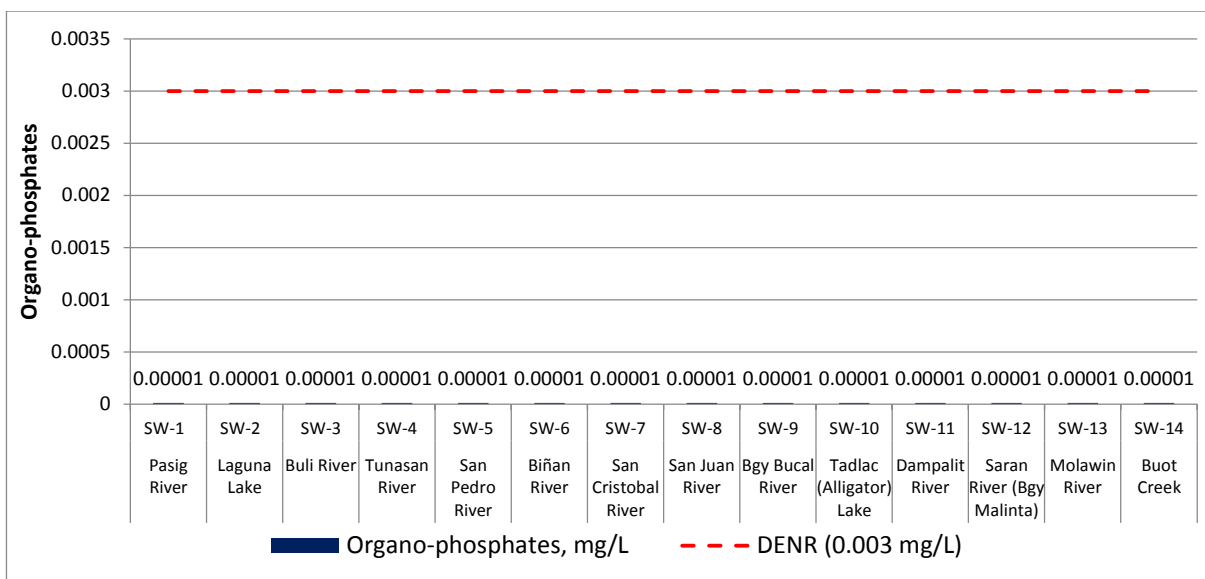 Organo-phosphates
0.0035
0.003
0.0025
0.002
0.0015
0.001
0.0005
0
0.00001 0.00001 0.00001 0.00001 0.00001 0.00001 0.00001 0.00001 0.00001 0.00001 0.00001 0.00001 0.00001 0.00001
SW-1 SW-2 SW-3 SW-4 SW-5 SW-6 SW-7 SW-8 SW-9 SW-10 SW-11 SW-12 SW-13 SW-14
Pasig
River
Laguna
Lake
Buli River
Tunasan
River
San
Pedro
River
Biñan
River
San
Cristobal
River
San Juan
River
Bgy Bucal
River
Tadlac
(Alligator)
Lake
Dampalit
River
Saran
River (Bgy
Malinta)
Molawin
River
Buot
Creek
Organo-phosphates, mg/L
DENR (0.003 mg/L)